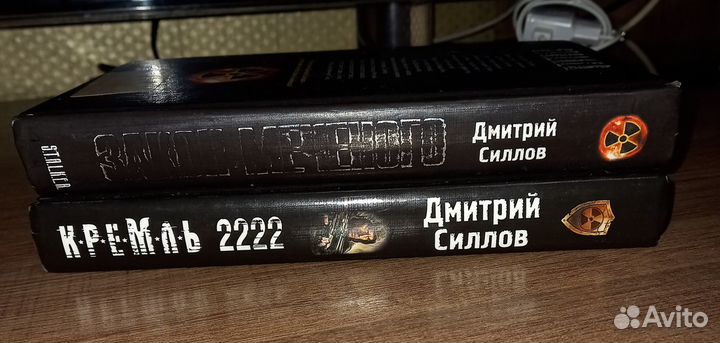 S.T.A.L.K.E.R.
ЗАКОН МЕЧЕНОГО
Дмитрий
Силлов
К·Р·Е·М·Л·Ь 2222
Дмитрий
Силлов
Avito